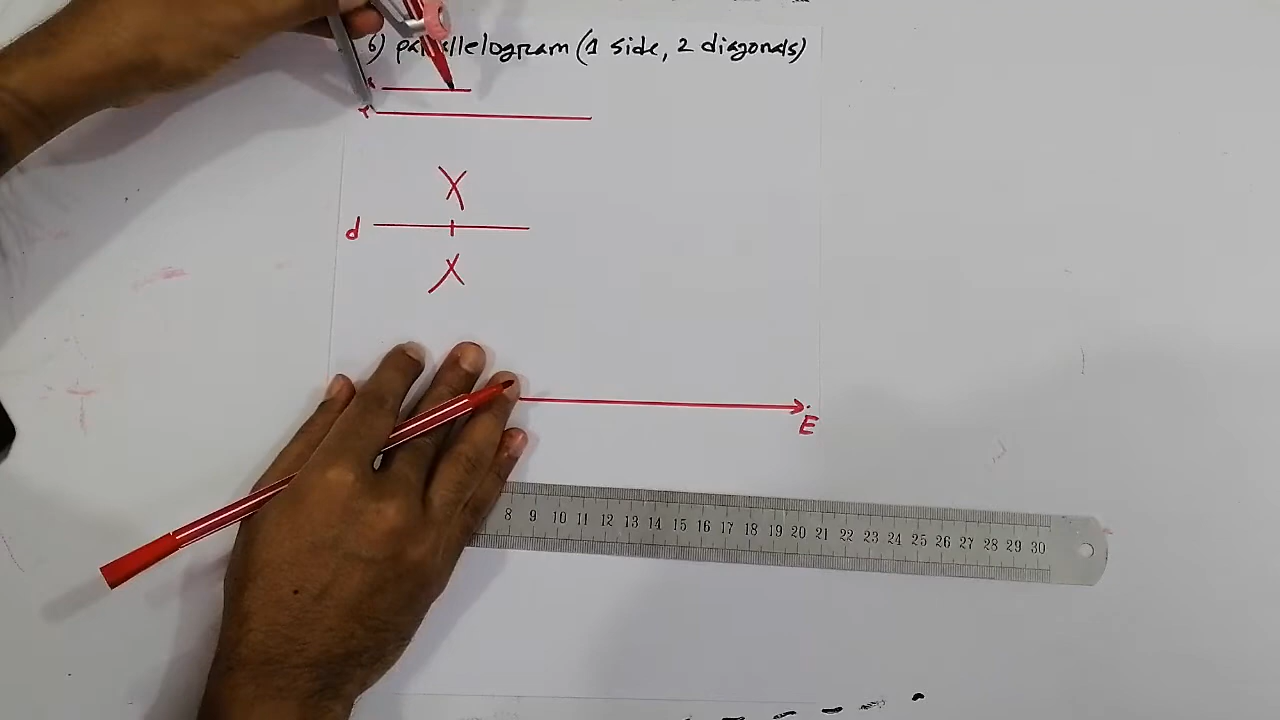 6) parallelogram (1 side, 2 diagonals)
d
E
8 9 10 11 12 13 14 15 16 17 18 19 20 21 22 23 24 25 26 27 28 29 30